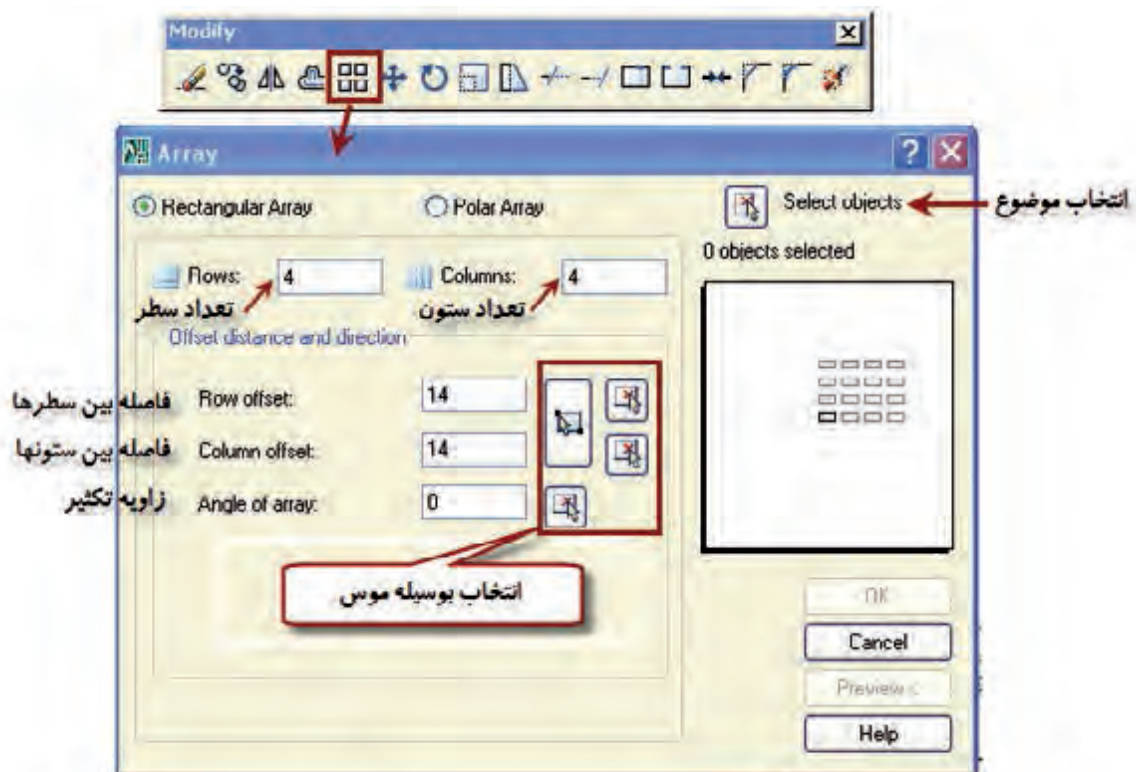 Modify
Array
Rectangular Array
Polar Array
Select objects
انتخاب موضوع
0 objects selected
Rows: 4
Columns: 4
تعداد سطر
تعداد ستون
Offset distance and direction
فاصله بین سطرها
Row offset: 14
فاصله بین ستونها
Column offset: 14
زاویه تکثیر
Angle of array: 0
انتخاب بوسیله موس
OK
Cancel
Preview <
Help